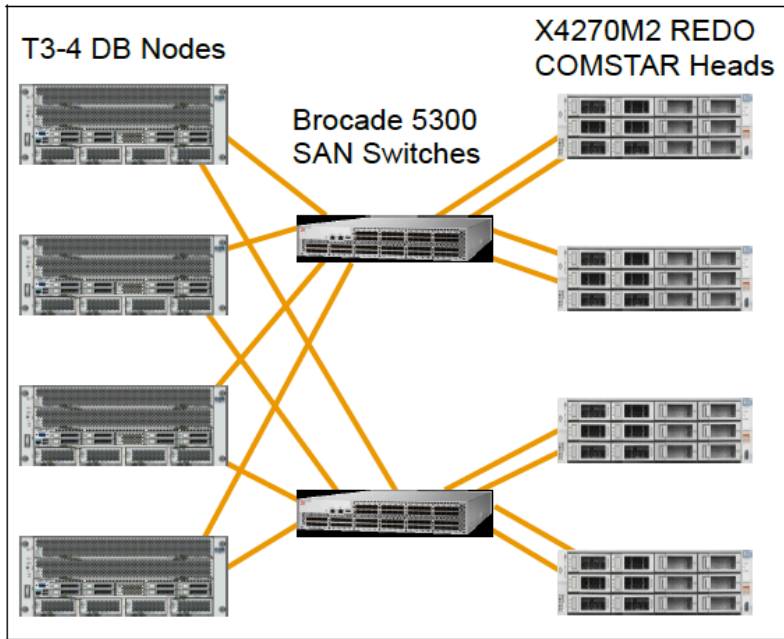 T3-4 DB Nodes
X4270M2 REDO
COMSTAR Heads
Brocade 5300
SAN Switches